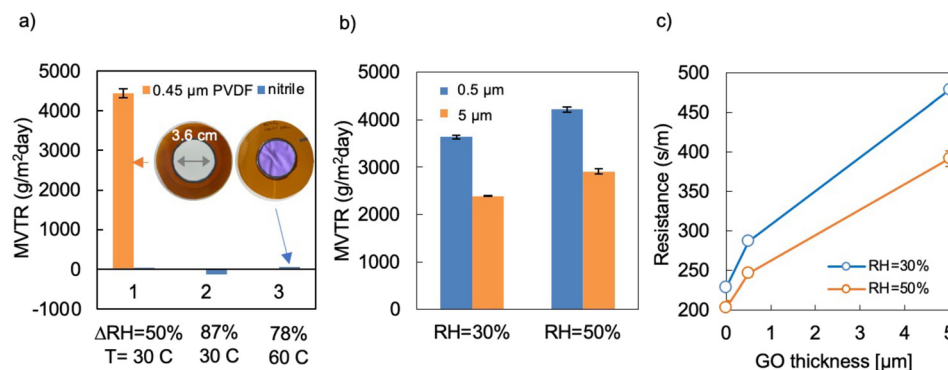 a)
5000
4000
3000
2000
1000
0
-1000
MVTR (g/m²day)
0.45 µm PVDF
nitrile
3.6 cm
1
2
3
ΔRH=50%
87%
78%
T= 30 C
30 C
60 C
b)
5000
4000
3000
2000
1000
0
MVTR (g/m²day)
0.5 µm
5 µm
RH=30%
RH=50%
c)
500
450
400
350
300
250
200
Resistance (s/m)
RH=30%
RH=50%
0
1
2
3
4
5
GO thickness [µm]